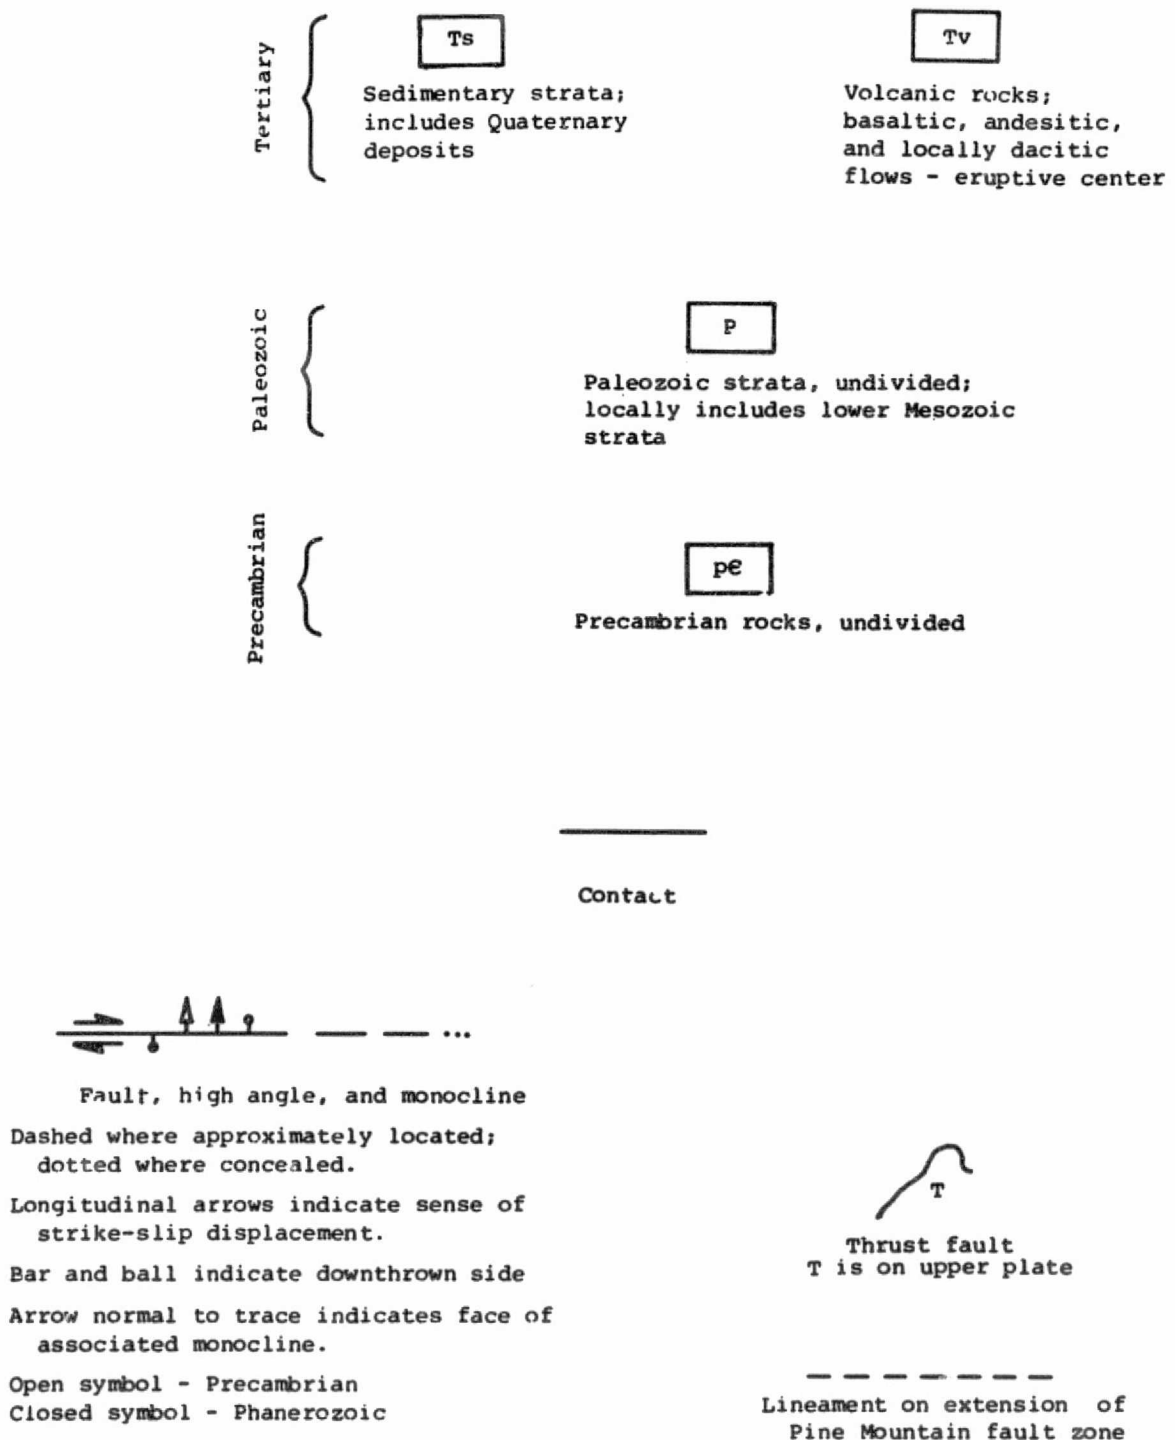 Tertiary
Ts
Sedimentary strata;
includes Quaternary
deposits
Tv
Volcanic rocks;
basaltic, andesitic,
and locally dacitic
flows - eruptive center
Paleozoic
P
Paleozoic strata, undivided;
locally includes lower Mesozoic
strata
Precambrian
p€
Precambrian rocks, undivided
Contact
Fault, high angle, and monocline
Dashed where approximately located;
dotted where concealed.
Longitudinal arrows indicate sense of
strike-slip displacement.
Bar and ball indicate downthrown side
Arrow normal to trace indicates face of
associated monocline.
Open symbol - Precambrian
Closed symbol - Phanerozoic
T
Thrust fault
T is on upper plate
Lineament on extension of
Pine Mountain fault zone